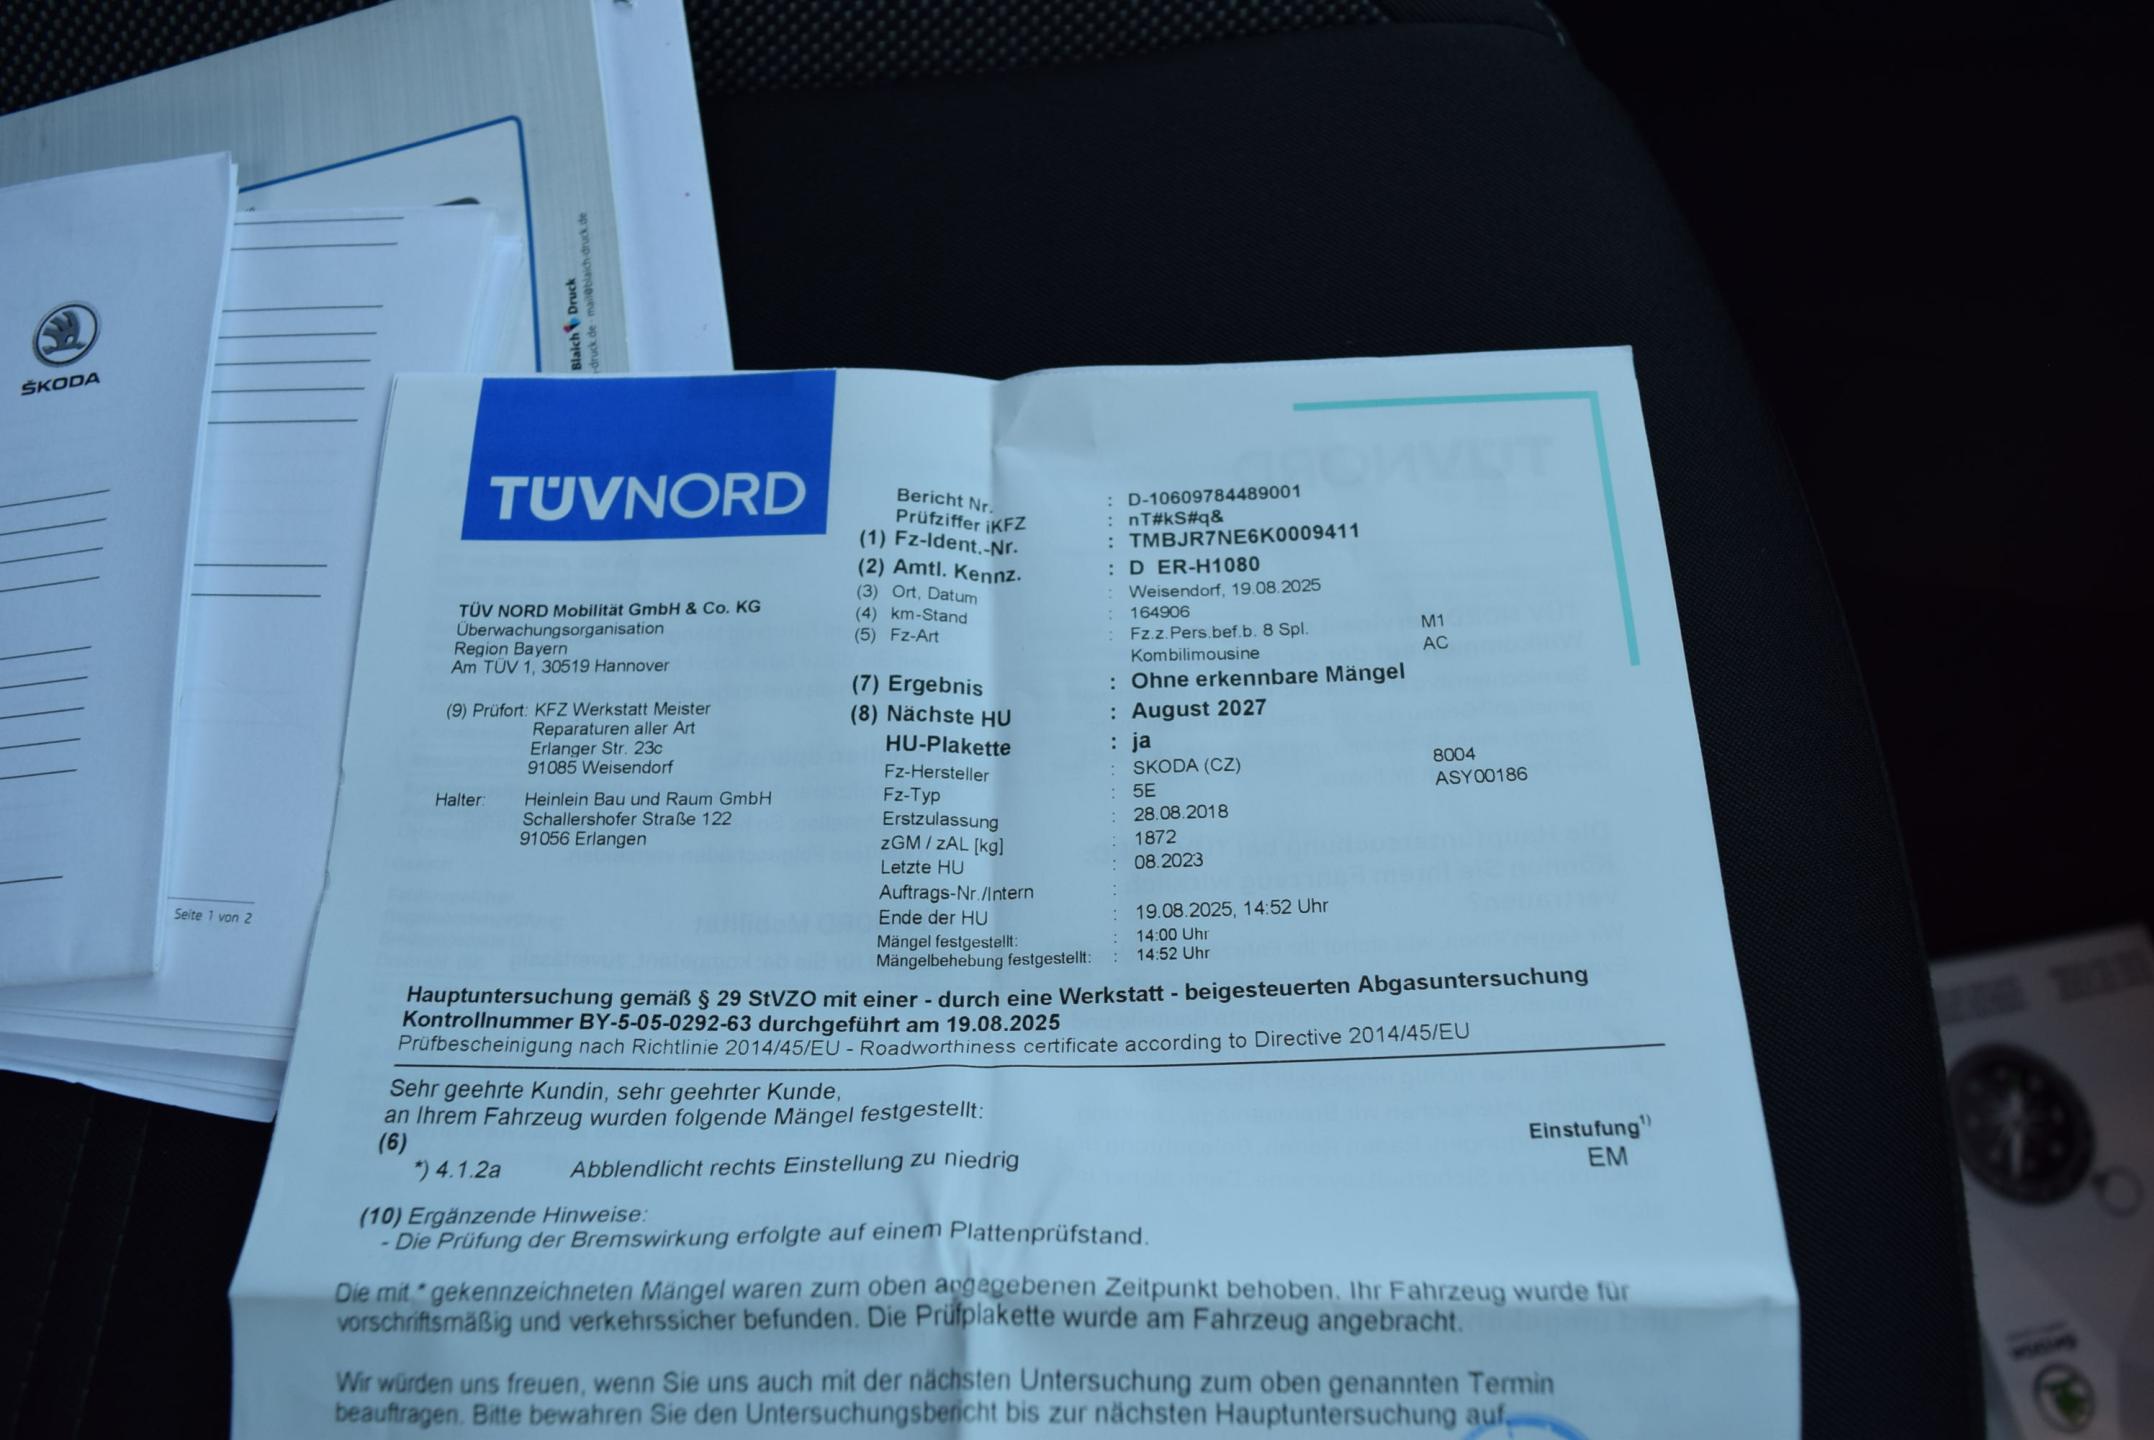 ŠKODA
Seite 1 von 2
Blaich Druck
druck.de · mail@blaich-druck.de
TÜVNORD
TÜV NORD Mobilität GmbH & Co. KG
Überwachungsorganisation
Region Bayern
Am TÜV 1, 30519 Hannover
(9) Prüfort: KFZ Werkstatt Meister
Reparaturen aller Art
Erlanger Str. 23c
91085 Weisendorf
Halter: Heinlein Bau und Raum GmbH
Schallershofer Straße 122
91056 Erlangen
Bericht Nr. : D-10609784489001
Prüfziffer iKFZ : nT#kS#q&
(1) Fz-Ident.-Nr. : TMBJR7NE6K0009411
(2) Amtl. Kennz. : D ER-H1080
(3) Ort, Datum : Weisendorf, 19.08.2025
(4) km-Stand : 164906
(5) Fz-Art : Fz.z.Pers.bef.b. 8 Spl. M1
Kombilimousine AC
(7) Ergebnis : Ohne erkennbare Mängel
(8) Nächste HU : August 2027
HU-Plakette : ja
Fz-Hersteller : SKODA (CZ) 8004
Fz-Typ : 5E ASY00186
Erstzulassung : 28.08.2018
zGM / zAL [kg] : 1872
Letzte HU : 08.2023
Auftrags-Nr./Intern :
Ende der HU : 19.08.2025, 14:52 Uhr
Mängel festgestellt: : 14:00 Uhr
Mängelbehebung festgestellt: : 14:52 Uhr
Hauptuntersuchung gemäß § 29 StVZO mit einer - durch eine Werkstatt - beigesteuerten Abgasuntersuchung
Kontrollnummer BY-5-05-0292-63 durchgeführt am 19.08.2025
Prüfbescheinigung nach Richtlinie 2014/45/EU - Roadworthiness certificate according to Directive 2014/45/EU
Sehr geehrte Kundin, sehr geehrter Kunde,
an Ihrem Fahrzeug wurden folgende Mängel festgestellt:
(6) Einstufung1)
*) 4.1.2a Abblendlicht rechts Einstellung zu niedrig EM
(10) Ergänzende Hinweise:
- Die Prüfung der Bremswirkung erfolgte auf einem Plattenprüfstand.
Die mit * gekennzeichneten Mängel waren zum oben angegebenen Zeitpunkt behoben. Ihr Fahrzeug wurde für
vorschriftsmäßig und verkehrssicher befunden. Die Prüfplakette wurde am Fahrzeug angebracht.
Wir würden uns freuen, wenn Sie uns auch mit der nächsten Untersuchung zum oben genannten Termin
beauftragen. Bitte bewahren Sie den Untersuchungsbericht bis zur nächsten Hauptuntersuchung auf.